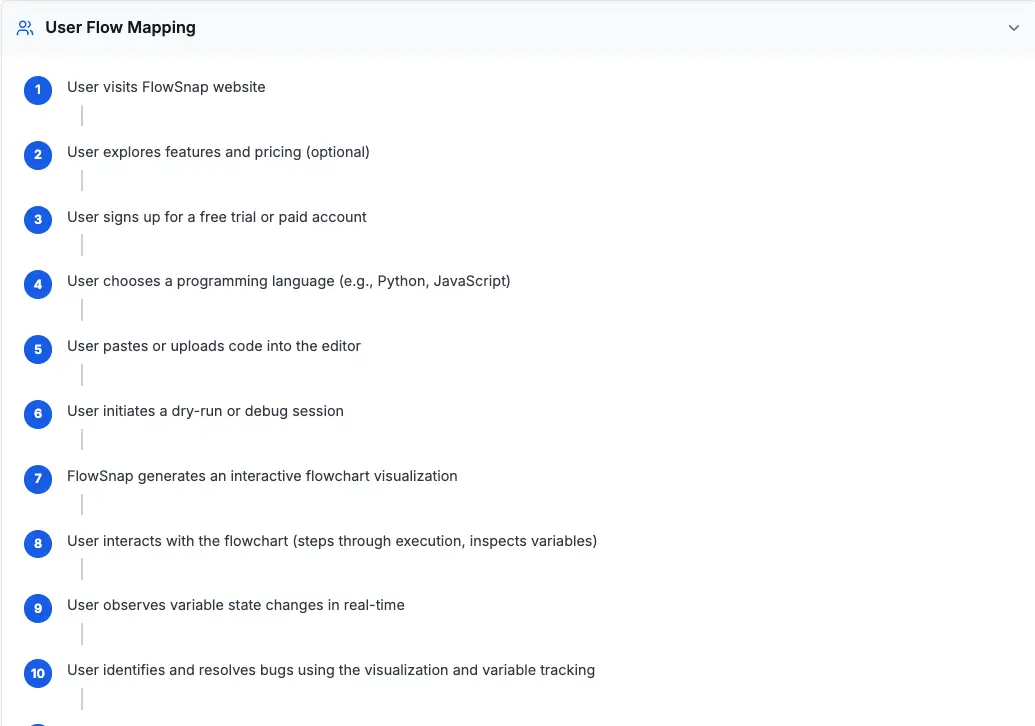 User Flow Mapping
1 User visits FlowSnap website
2 User explores features and pricing (optional)
3 User signs up for a free trial or paid account
4 User chooses a programming language (e.g., Python, JavaScript)
5 User pastes or uploads code into the editor
6 User initiates a dry-run or debug session
7 FlowSnap generates an interactive flowchart visualization
8 User interacts with the flowchart (steps through execution, inspects variables)
9 User observes variable state changes in real-time
10 User identifies and resolves bugs using the visualization and variable tracking